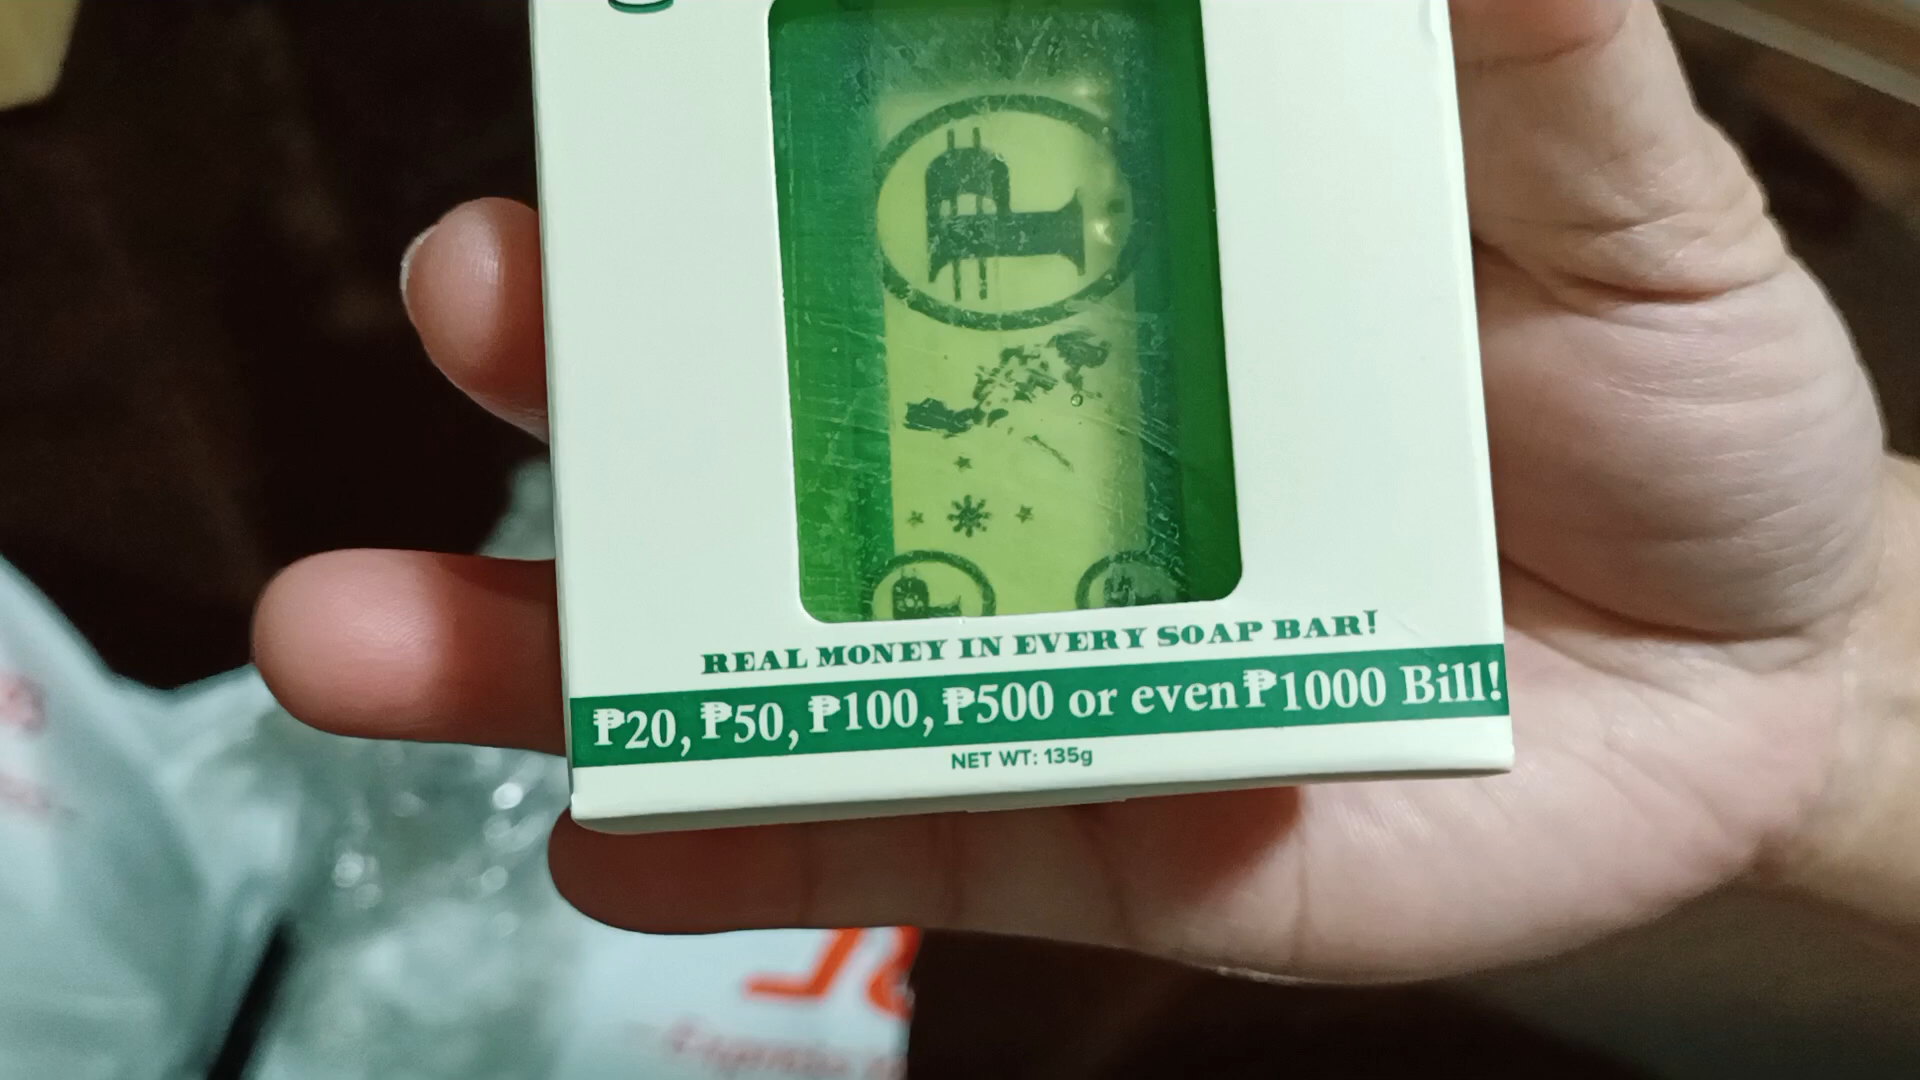 REAL MONEY IN EVERY SOAP BAR!
₱20, ₱50, ₱100, ₱500 or even ₱1000 Bill!
NET WT: 135g